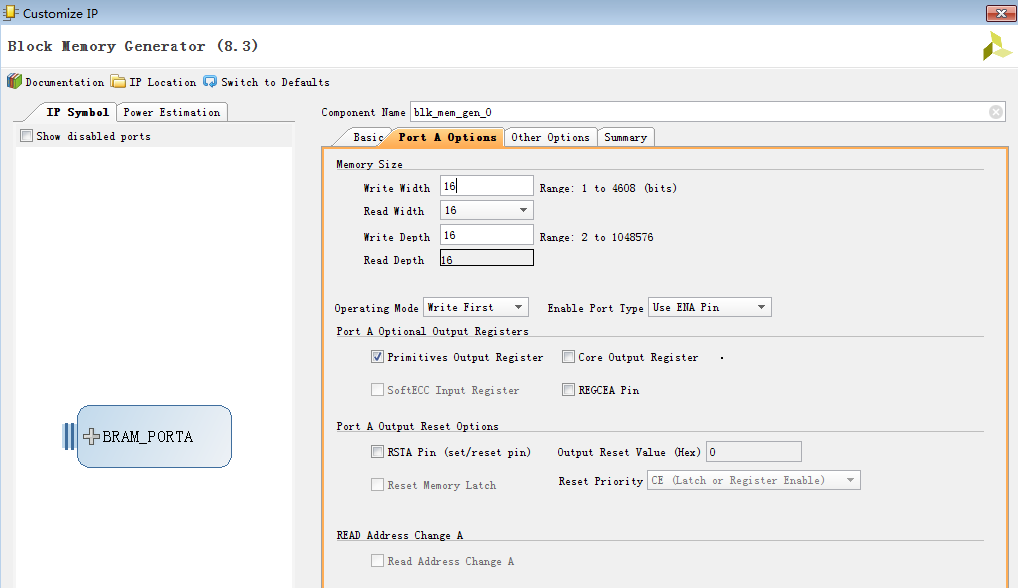 Customize IP
Block Memory Generator (8.3)
Documentation IP Location Switch to Defaults
IP Symbol Power Estimation
Show disabled ports
BRAM_PORTA
Component Name blk_mem_gen_0
Basic Port A Options Other Options Summary
Memory Size
Write Width 16 Range: 1 to 4608 (bits)
Read Width 16
Write Depth 16 Range: 2 to 1048576
Read Depth 16
Operating Mode Write First Enable Port Type Use ENA Pin
Port A Optional Output Registers
Primitives Output Register Core Output Register
SoftECC Input Register REGCEA Pin
Port A Output Reset Options
RSTA Pin (set/reset pin) Output Reset Value (Hex) 0
Reset Memory Latch Reset Priority CE (Latch or Register Enable)
READ Address Change A
Read Address Change A